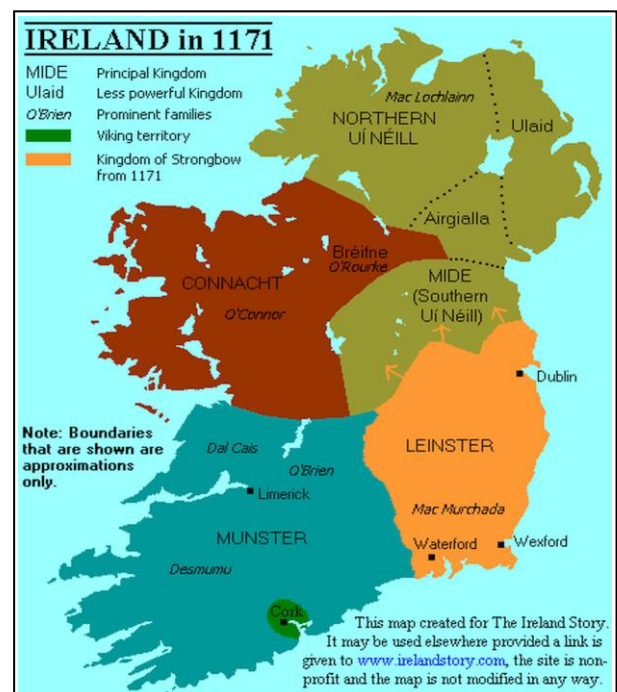 IRELAND in 1171
MIDE Principal Kingdom
Ulaid Less powerful Kingdom
O'Brien Prominent families
Viking territory
Kingdom of Strongbow
from 1171
Mac Lochlainn
NORTHERN
UÍ NÉILL
Ulaid
Airgialla
Bréifne
O'Rourke
CONNACHT
O'Connor
MIDE
(Southern
Uí Néill)
Dublin
Note: Boundaries
that are shown are
approximations
only.
LEINSTER
Dal Cais
O'Brien
Limerick
Mac Murchada
MUNSTER
Waterford
Wexford
Desmumu
Cork
This map created for The Ireland Story.
It may be used elsewhere provided a link is
given to www.irelandstory.com, the site is non-
profit and the map is not modified in any way.